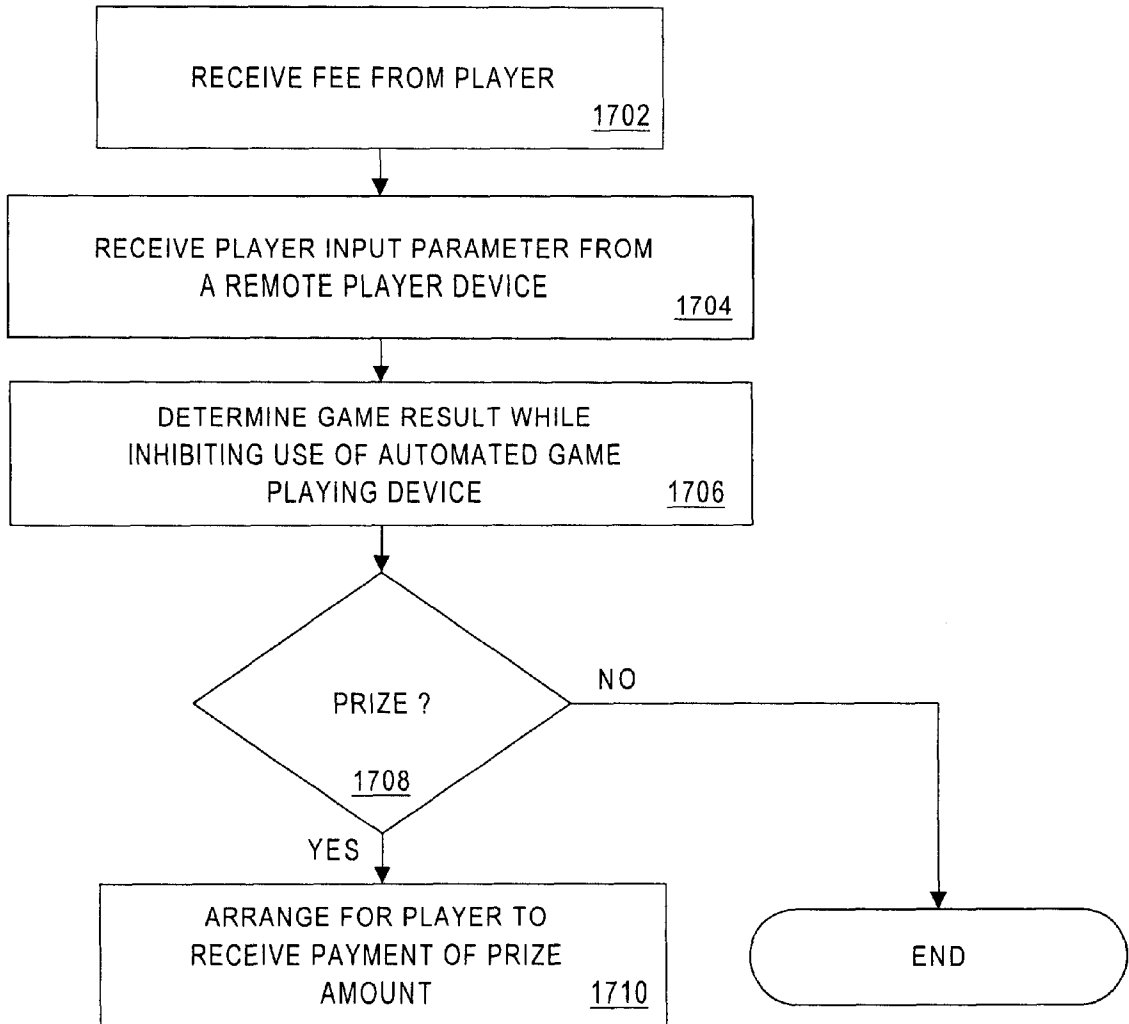 RECEIVE FEE FROM PLAYER
1702
RECEIVE PLAYER INPUT PARAMETER FROM
A REMOTE PLAYER DEVICE
1704
DETERMINE GAME RESULT WHILE
INHIBITING USE OF AUTOMATED GAME
PLAYING DEVICE
1706
PRIZE ?
1708
NO
YES
ARRANGE FOR PLAYER TO
RECEIVE PAYMENT OF PRIZE
AMOUNT
1710
END